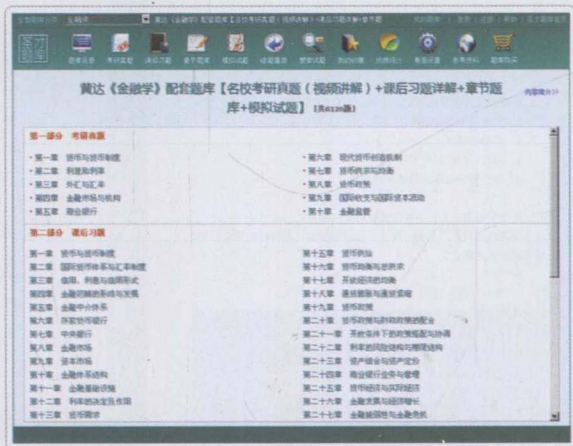 黄达《金融学》配套题库【名校考研真题（视频讲解）+课后习题详解+章节题
库+模拟试题】
第一部分 考研真题
第一章 货币与货币制度
第二章 利息和利率
第三章 外汇与汇率
第四章 金融市场与机构
第五章 商业银行
第六章 现代货币创造机制
第七章 货币供求与均衡
第八章 货币政策
第九章 国际收支与国际资本流动
第十章 金融监管
第二部分 课后习题
第一章 货币与货币制度
第二章 国际货币体系与汇率制度
第三章 信用、利息与信用形式
第四章 金融范畴的形成与发展
第五章 金融中介体系
第六章 存款货币银行
第七章 中央银行
第八章 金融市场
第九章 资本市场
第十章 金融体系结构
第十一章 金融基础设施
第十二章 利率的决定及作用
第十三章 货币需求
第十五章 货币供给
第十六章 货币均衡与总供求
第十七章 开放经济的均衡
第十八章 通货膨胀与通货紧缩
第十九章 货币政策
第二十章 货币政策与财政政策的配合
第二十一章 开放条件下的政策搭配与协调
第二十二章 利率的风险结构与期限结构
第二十三章 资产组合与资产定价
第二十四章 商业银行业务与管理
第二十五章 货币经济与实际经济
第二十六章 金融发展与经济增长
第二十七章 金融脆弱性与金融危机